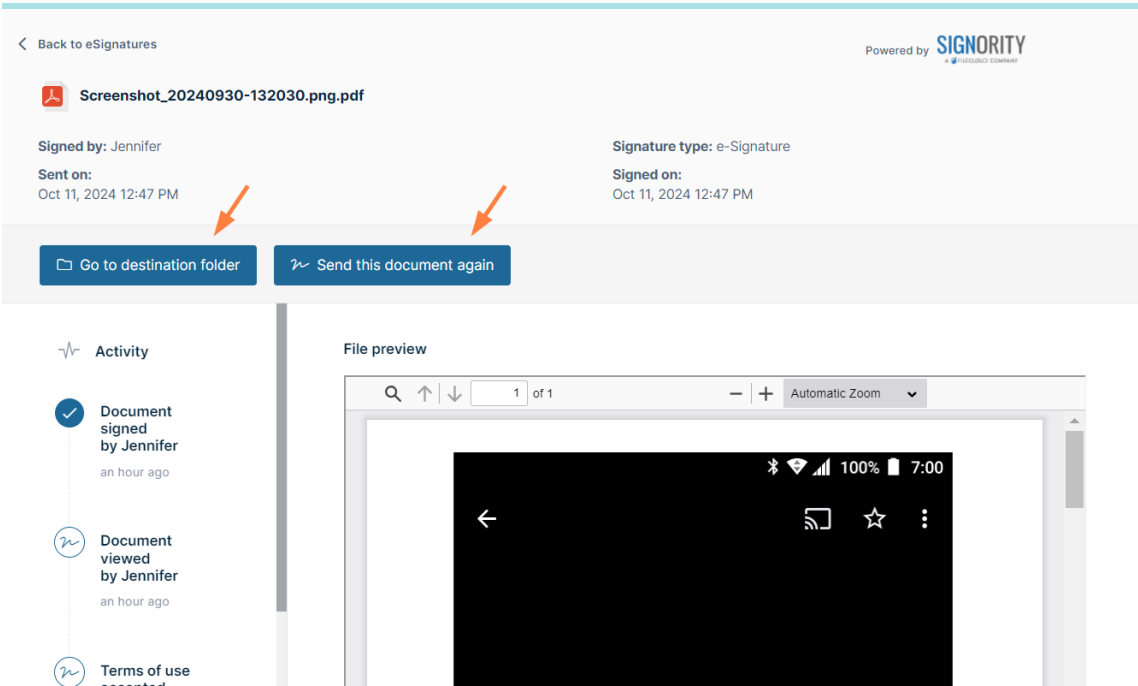 Back to eSignatures
Powered by SIGNORITY
A FILECLOUD COMPANY
Screenshot_20240930-132030.png.pdf
Signed by: Jennifer
Signature type: e-Signature
Sent on:
Signed on:
Oct 11, 2024 12:47 PM
Oct 11, 2024 12:47 PM
Go to destination folder
Send this document again
Activity
File preview
1 of 1
Automatic Zoom
Document
signed
by Jennifer
an hour ago
100% 7:00
Document
viewed
by Jennifer
an hour ago
Terms of use
accepted